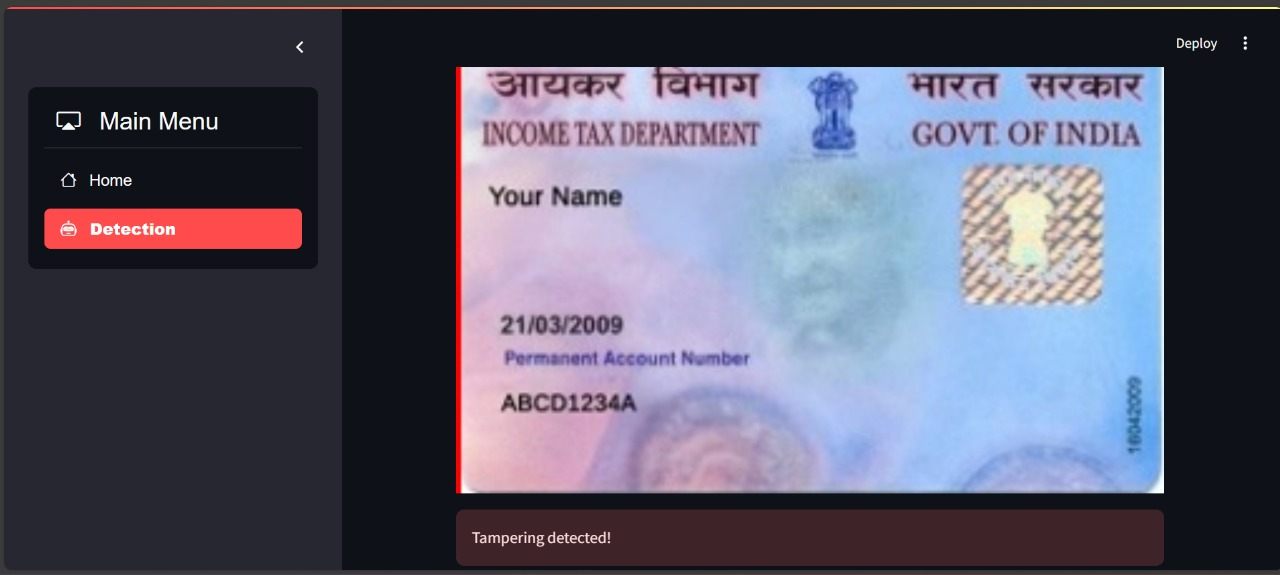 Deploy
Main Menu
Home
Detection
आयकर विभाग
भारत सरकार
INCOME TAX DEPARTMENT
GOVT. OF INDIA
Your Name
21/03/2009
Permanent Account Number
ABCD1234A
16042009
Tampering detected!